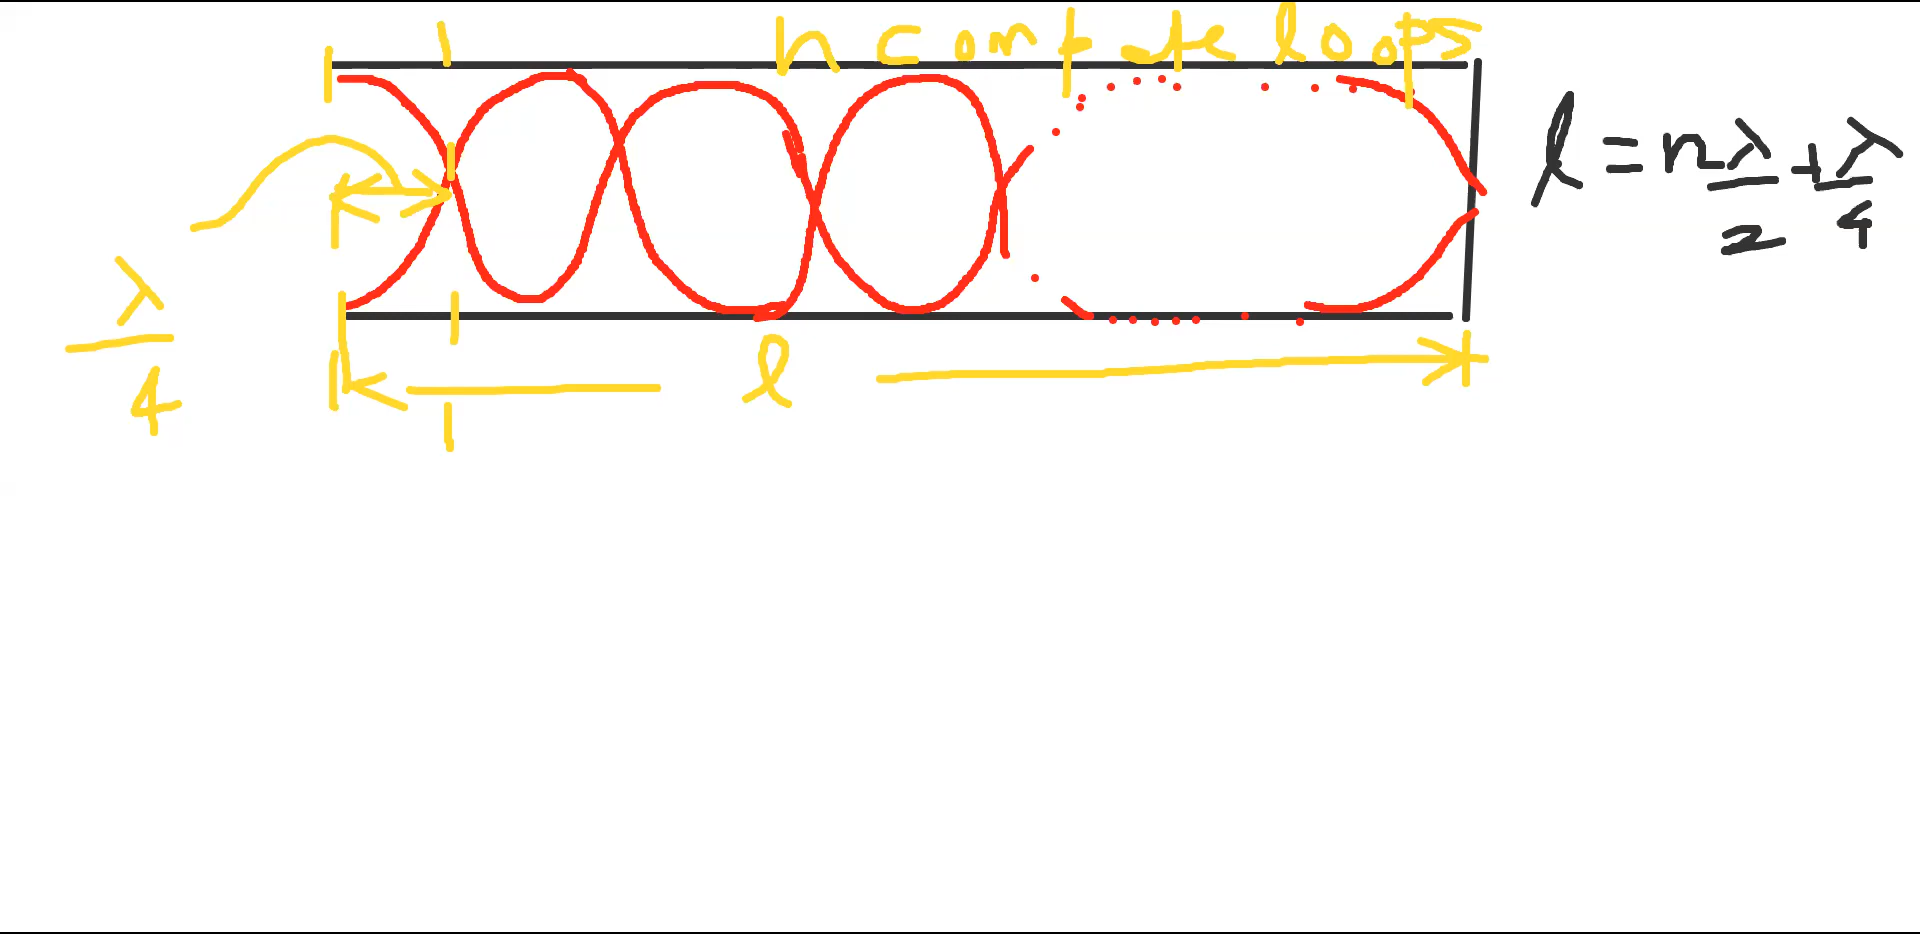 n complete loops
l = nλ/2 + λ/4
λ/4
l